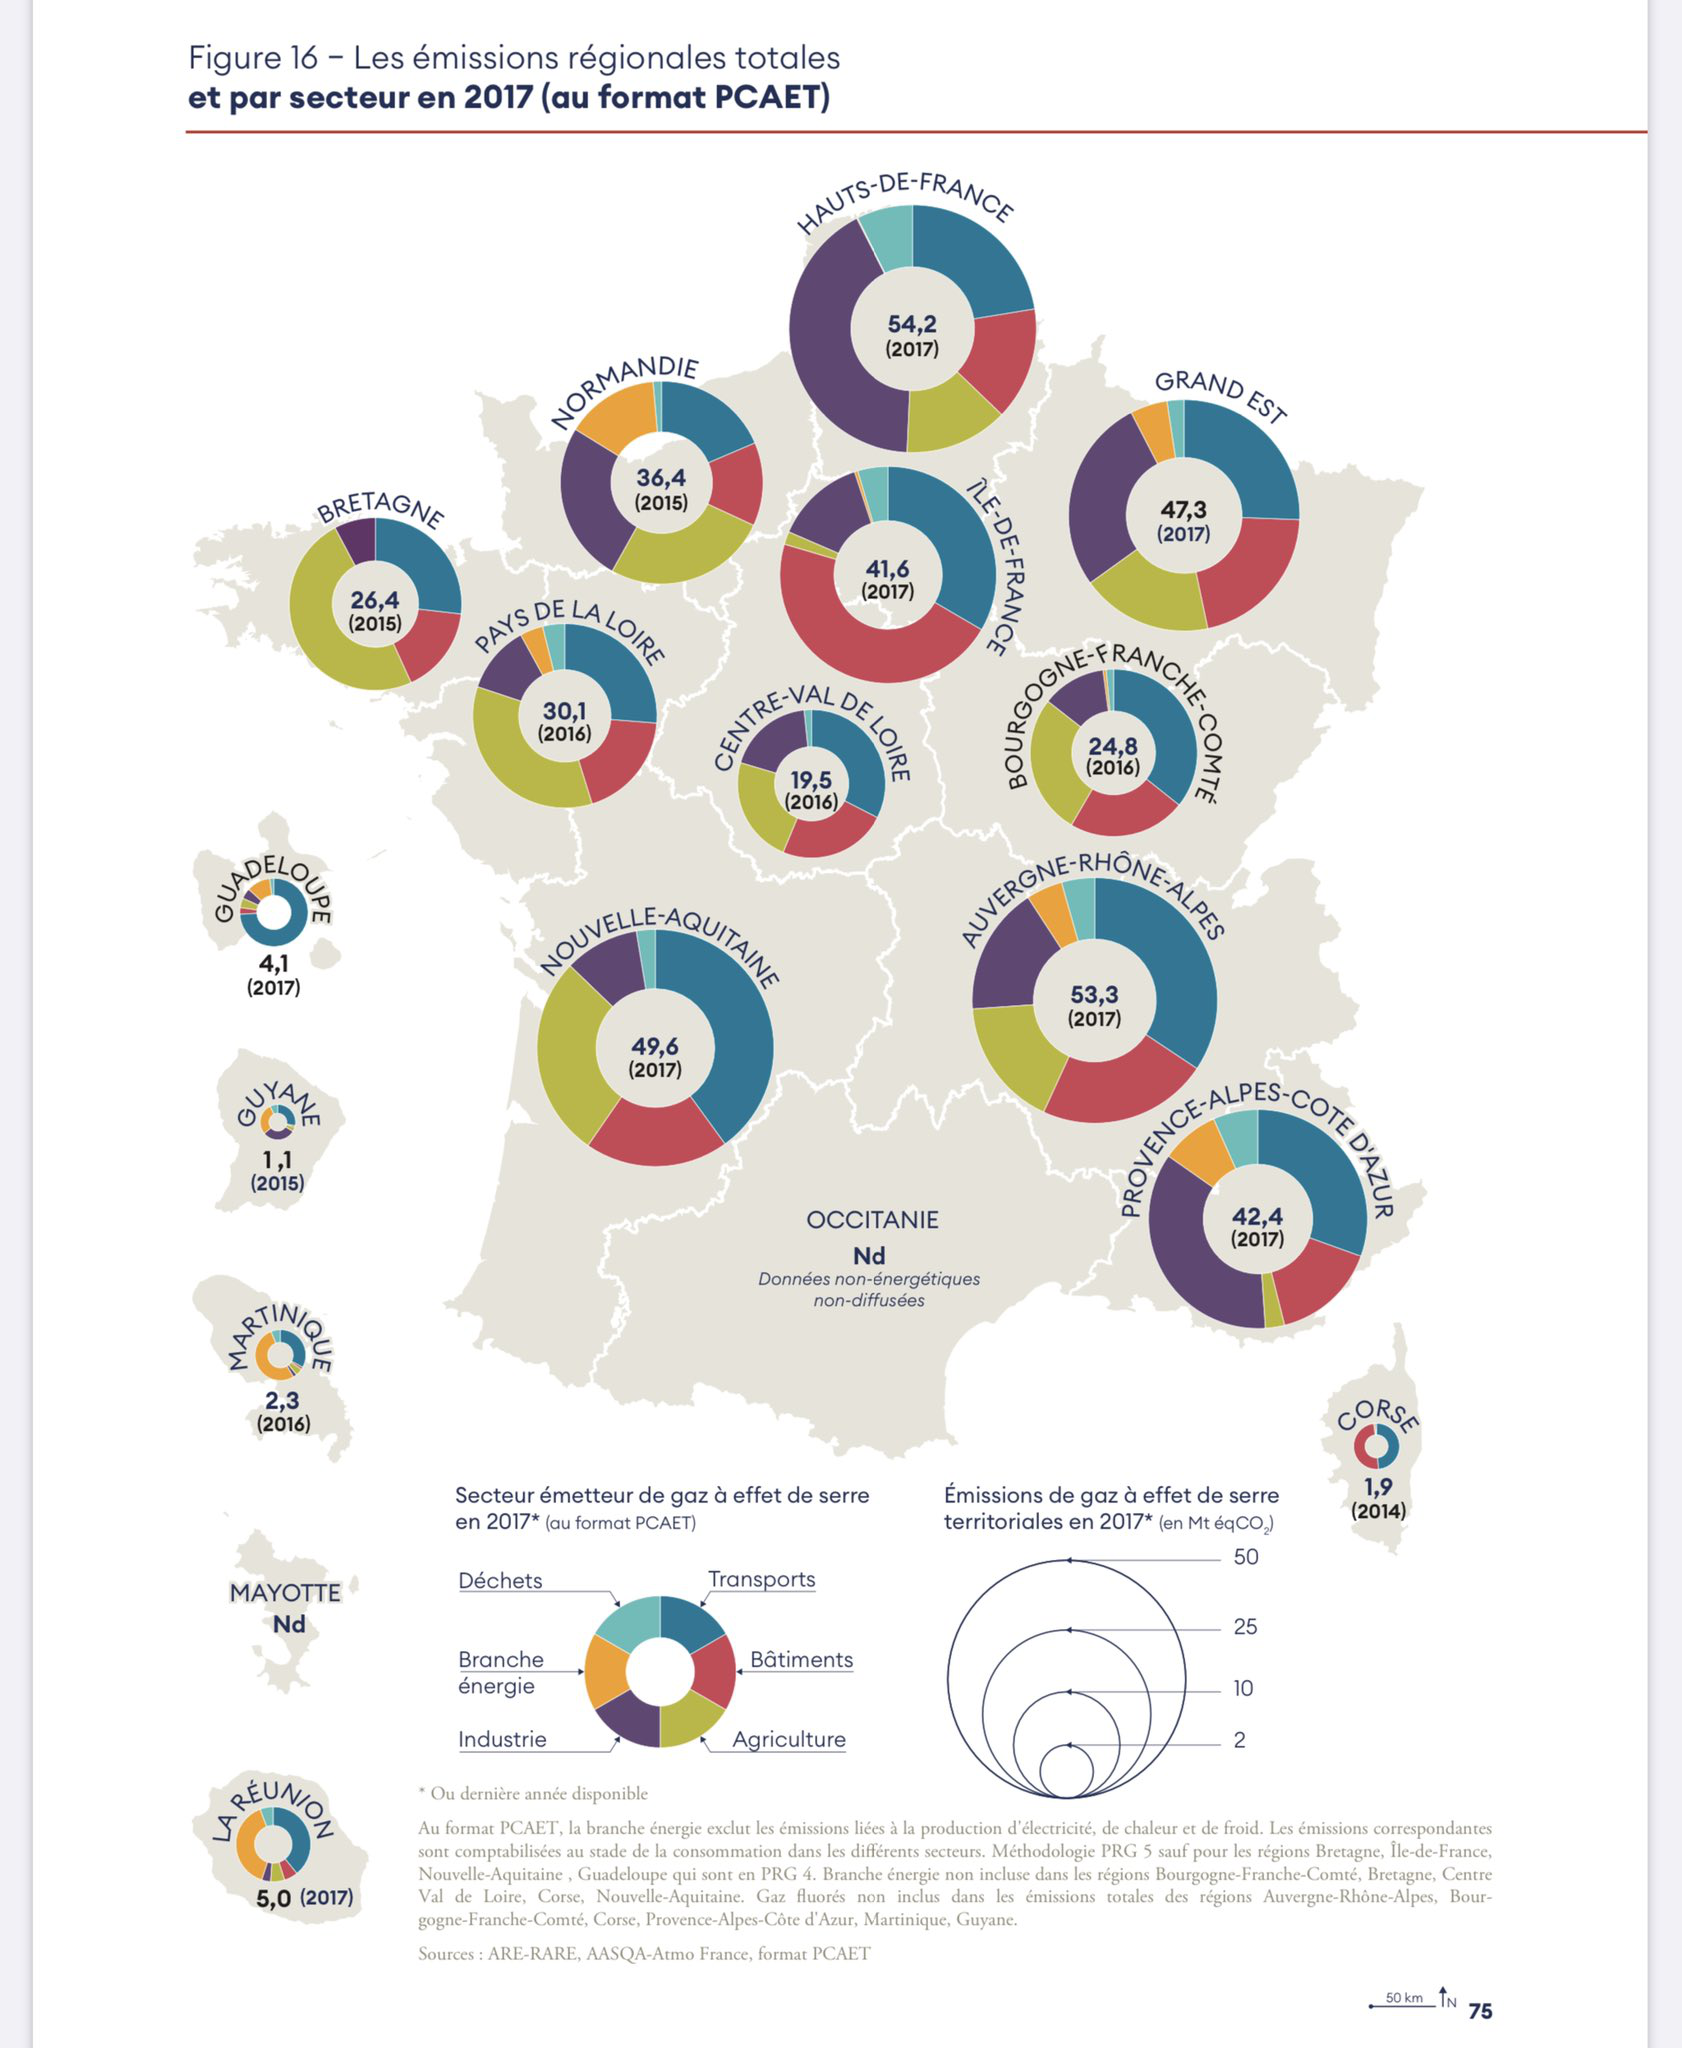 Figure 16 – Les émissions régionales totales
et par secteur en 2017 (au format PCAET)
HAUTS-DE-FRANCE
54,2
(2017)
NORMANDIE
36,4
(2015)
GRAND EST
47,3
(2017)
BRETAGNE
26,4
(2015)
ÎLE-DE-FRANCE
41,6
(2017)
PAYS DE LA LOIRE
30,1
(2016)
CENTRE-VAL DE LOIRE
19,5
(2016)
BOURGOGNE-FRANCHE-COMTÉ
24,8
(2016)
GUADELOUPE
4,1
(2017)
NOUVELLE-AQUITAINE
49,6
(2017)
AUVERGNE-RHÔNE-ALPES
53,3
(2017)
GUYANE
1,1
(2015)
PROVENCE-ALPES-COTE D'AZUR
42,4
(2017)
OCCITANIE
Nd
Données non-énergétiques
non-diffusées
MARTINIQUE
2,3
(2016)
CORSE
1,9
(2014)
MAYOTTE
Nd
LA RÉUNION
5,0 (2017)
Secteur émetteur de gaz à effet de serre
en 2017* (au format PCAET)
Déchets
Transports
Branche
énergie
Bâtiments
Industrie
Agriculture
Émissions de gaz à effet de serre
territoriales en 2017* (en Mt éqCO₂)
50
25
10
2
* Ou dernière année disponible
Au format PCAET, la branche énergie exclut les émissions liées à la production d'électricité, de chaleur et de froid. Les émissions correspondantes
sont comptabilisées au stade de la consommation dans les différents secteurs. Méthodologie PRG 5 sauf pour les régions Bretagne, Île-de-France,
Nouvelle-Aquitaine , Guadeloupe qui sont en PRG 4. Branche énergie non incluse dans les régions Bourgogne-Franche-Comté, Bretagne, Centre
Val de Loire, Corse, Nouvelle-Aquitaine. Gaz fluorés non inclus dans les émissions totales des régions Auvergne-Rhône-Alpes, Bour-
gogne-Franche-Comté, Corse, Provence-Alpes-Côte d'Azur, Martinique, Guyane.
Sources : ARE-RARE, AASQA-Atmo France, format PCAET
50 km
N
75